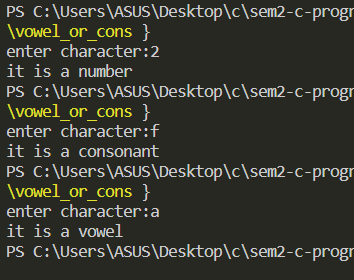 PS C:\Users\ASUS\Desktop\c\sem2-c-progr
\vowel_or_cons }
enter character:2
it is a number
PS C:\Users\ASUS\Desktop\c\sem2-c-progr
\vowel_or_cons }
enter character:f
it is a consonant
PS C:\Users\ASUS\Desktop\c\sem2-c-progr
\vowel_or_cons }
enter character:a
it is a vowel
PS C:\Users\ASUS\Desktop\c\sem2-c-progr